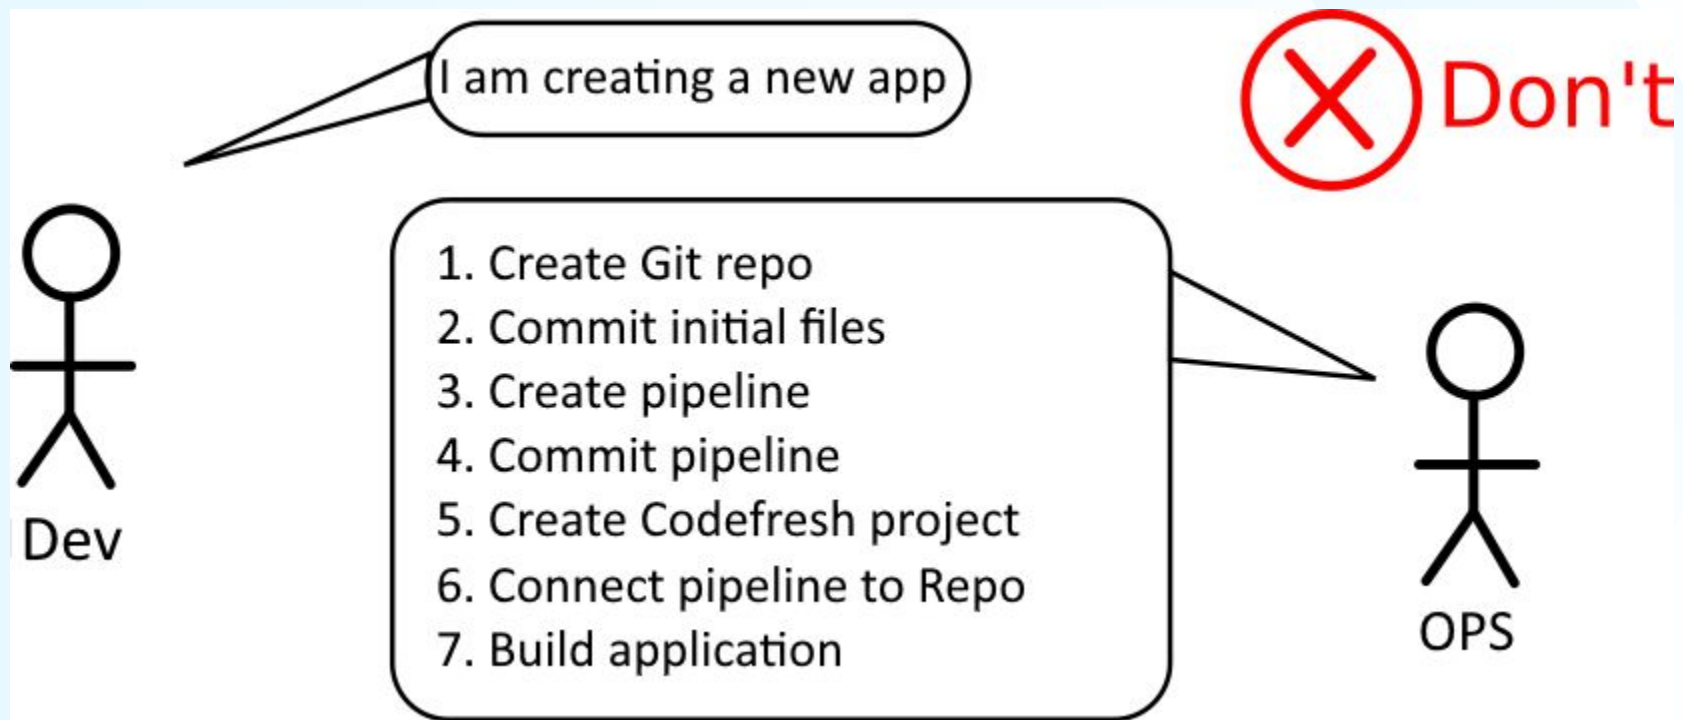 I am creating a new app
Don't
1. Create Git repo
2. Commit initial files
3. Create pipeline
4. Commit pipeline
5. Create Codefresh project
6. Connect pipeline to Repo
7. Build application
Dev
OPS